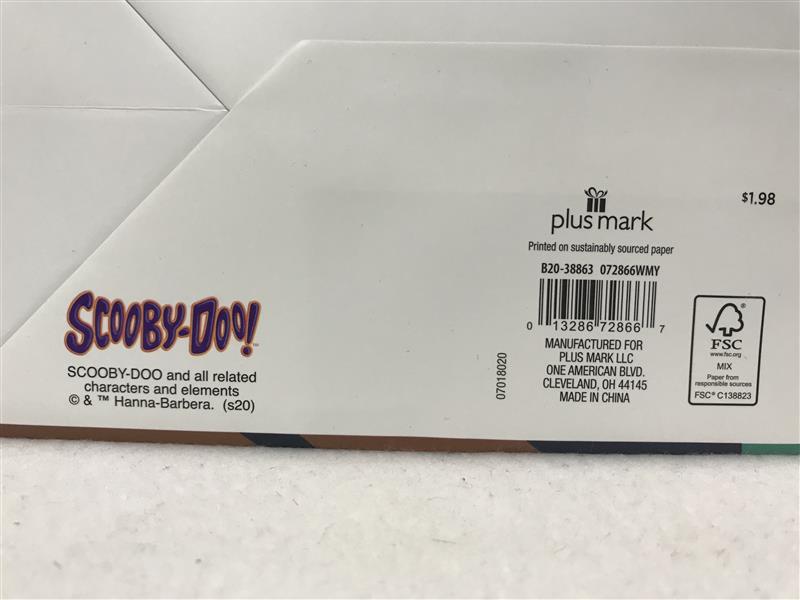 $1.98
plus mark
Printed on sustainably sourced paper
B20-38863 072866WMY
0 13286 72866 7
MANUFACTURED FOR
PLUS MARK LLC
ONE AMERICAN BLVD.
CLEVELAND, OH 44145
MADE IN CHINA
07018020
FSC
www.fsc.org
MIX
Paper from
responsible sources
FSC® C138823
SCOOBY-DOO! ™
SCOOBY-DOO and all related
characters and elements
© & ™ Hanna-Barbera. (s20)